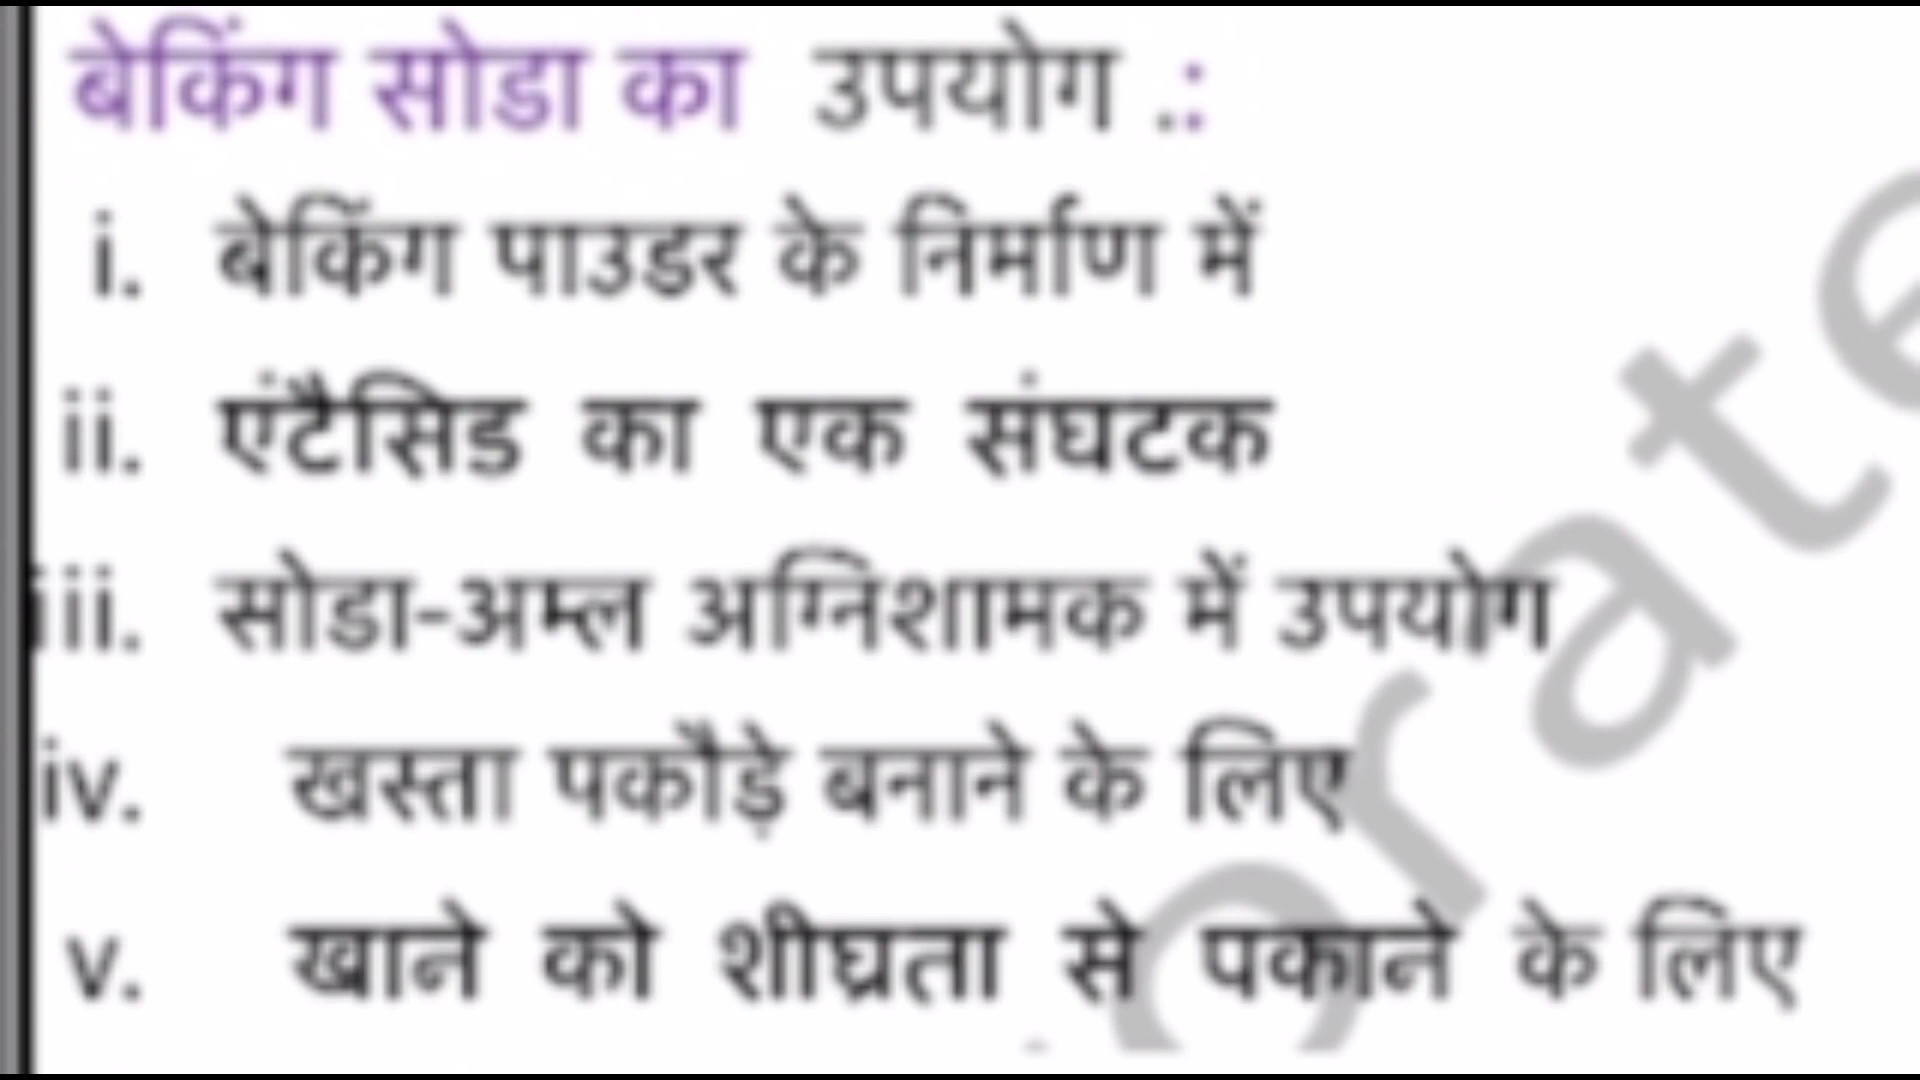 बेकिंग सोडा का उपयोग .:
i. बेकिंग पाउडर के निर्माण में
ii. एंटैसिड का एक संघटक
iii. सोडा-अम्ल अग्निशामक में उपयोग
iv. खस्ता पकौड़े बनाने के लिए
v. खाने को शीघ्रता से पकाने के लिए